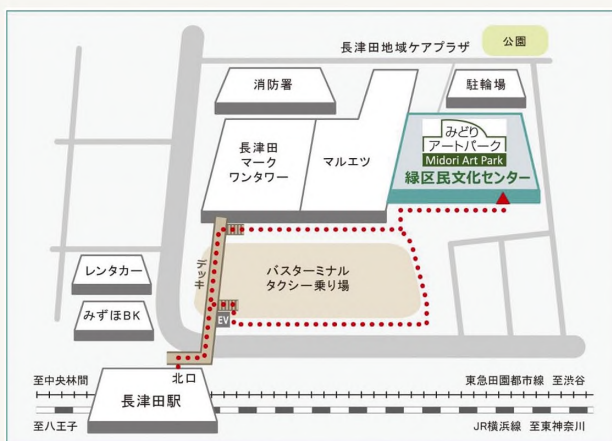 公園
長津田地域ケアプラザ
消防署
駐輪場
みどり
アートパーク
Midori Art Park
緑区民文化センター
長津田
マーク
ワンタワー
マルエツ
デッキ
バスターミナル
タクシー乗り場
レンタカー
みずほBK
EV
北口
長津田駅
至中央林間
東急田園都市線 至渋谷
至八王子
JR横浜線 至東神奈川